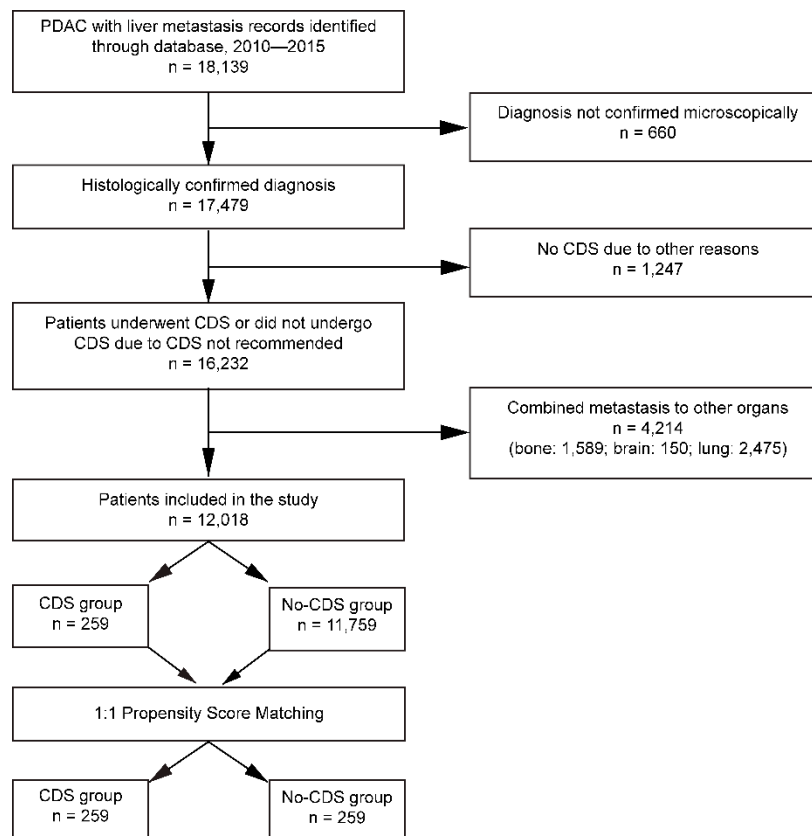 PDAC with liver metastasis records identified
through database, 2010—2015
n = 18,139
Diagnosis not confirmed microscopically
n = 660
Histologically confirmed diagnosis
n = 17,479
No CDS due to other reasons
n = 1,247
Patients underwent CDS or did not undergo
CDS due to CDS not recommended
n = 16,232
Combined metastasis to other organs
n = 4,214
(bone: 1,589; brain: 150; lung: 2,475)
Patients included in the study
n = 12,018
CDS group
n = 259
No-CDS group
n = 11,759
1:1 Propensity Score Matching
CDS group
n = 259
No-CDS group
n = 259